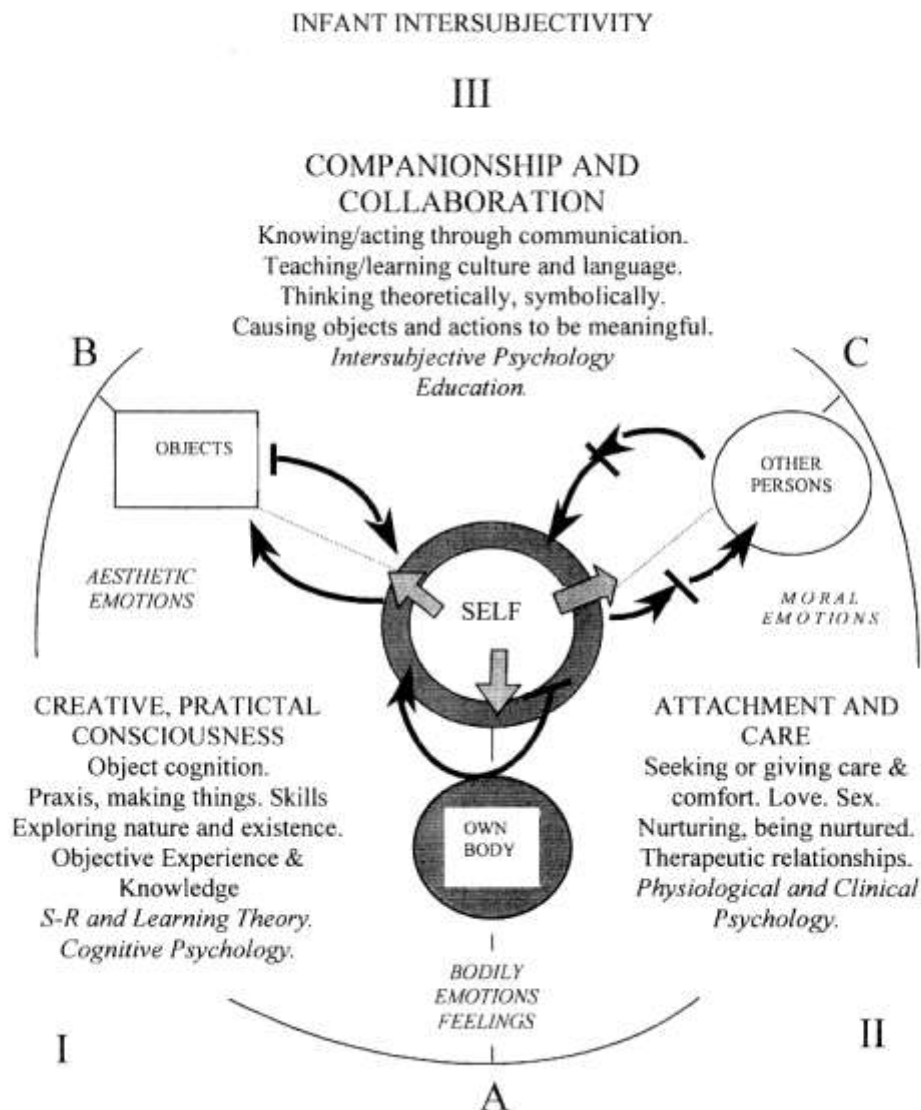 INFANT INTERSUBJECTIVITY
III
COMPANIONSHIP AND
COLLABORATION
Knowing/acting through communication.
Teaching/learning culture and language.
Thinking theoretically, symbolically.
Causing objects and actions to be meaningful.
Intersubjective Psychology
Education.
B
C
OBJECTS
OTHER
PERSONS
AESTHETIC
EMOTIONS
SELF
MORAL
EMOTIONS
CREATIVE, PRATICTAL
CONSCIOUSNESS
Object cognition.
Praxis, making things. Skills
Exploring nature and existence.
Objective Experience &
Knowledge
S-R and Learning Theory.
Cognitive Psychology.
OWN
BODY
ATTACHMENT AND
CARE
Seeking or giving care &
comfort. Love. Sex.
Nurturing, being nurtured.
Therapeutic relationships.
Physiological and Clinical
Psychology.
BODILY
EMOTIONS
FEELINGS
I
II
A